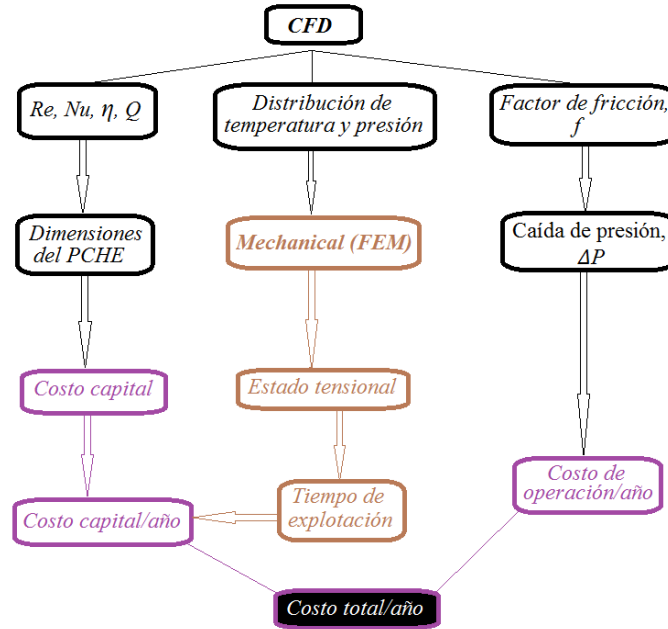 CFD
Re, Nu, η, Q
Distribución de
temperatura y presión
Factor de fricción,
f
Dimensiones
del PCHE
Mechanical (FEM)
Caída de presión,
ΔP
Costo capital
Estado tensional
Costo de
operación/año
Costo capital/año
Tiempo de
explotación
Costo total/año